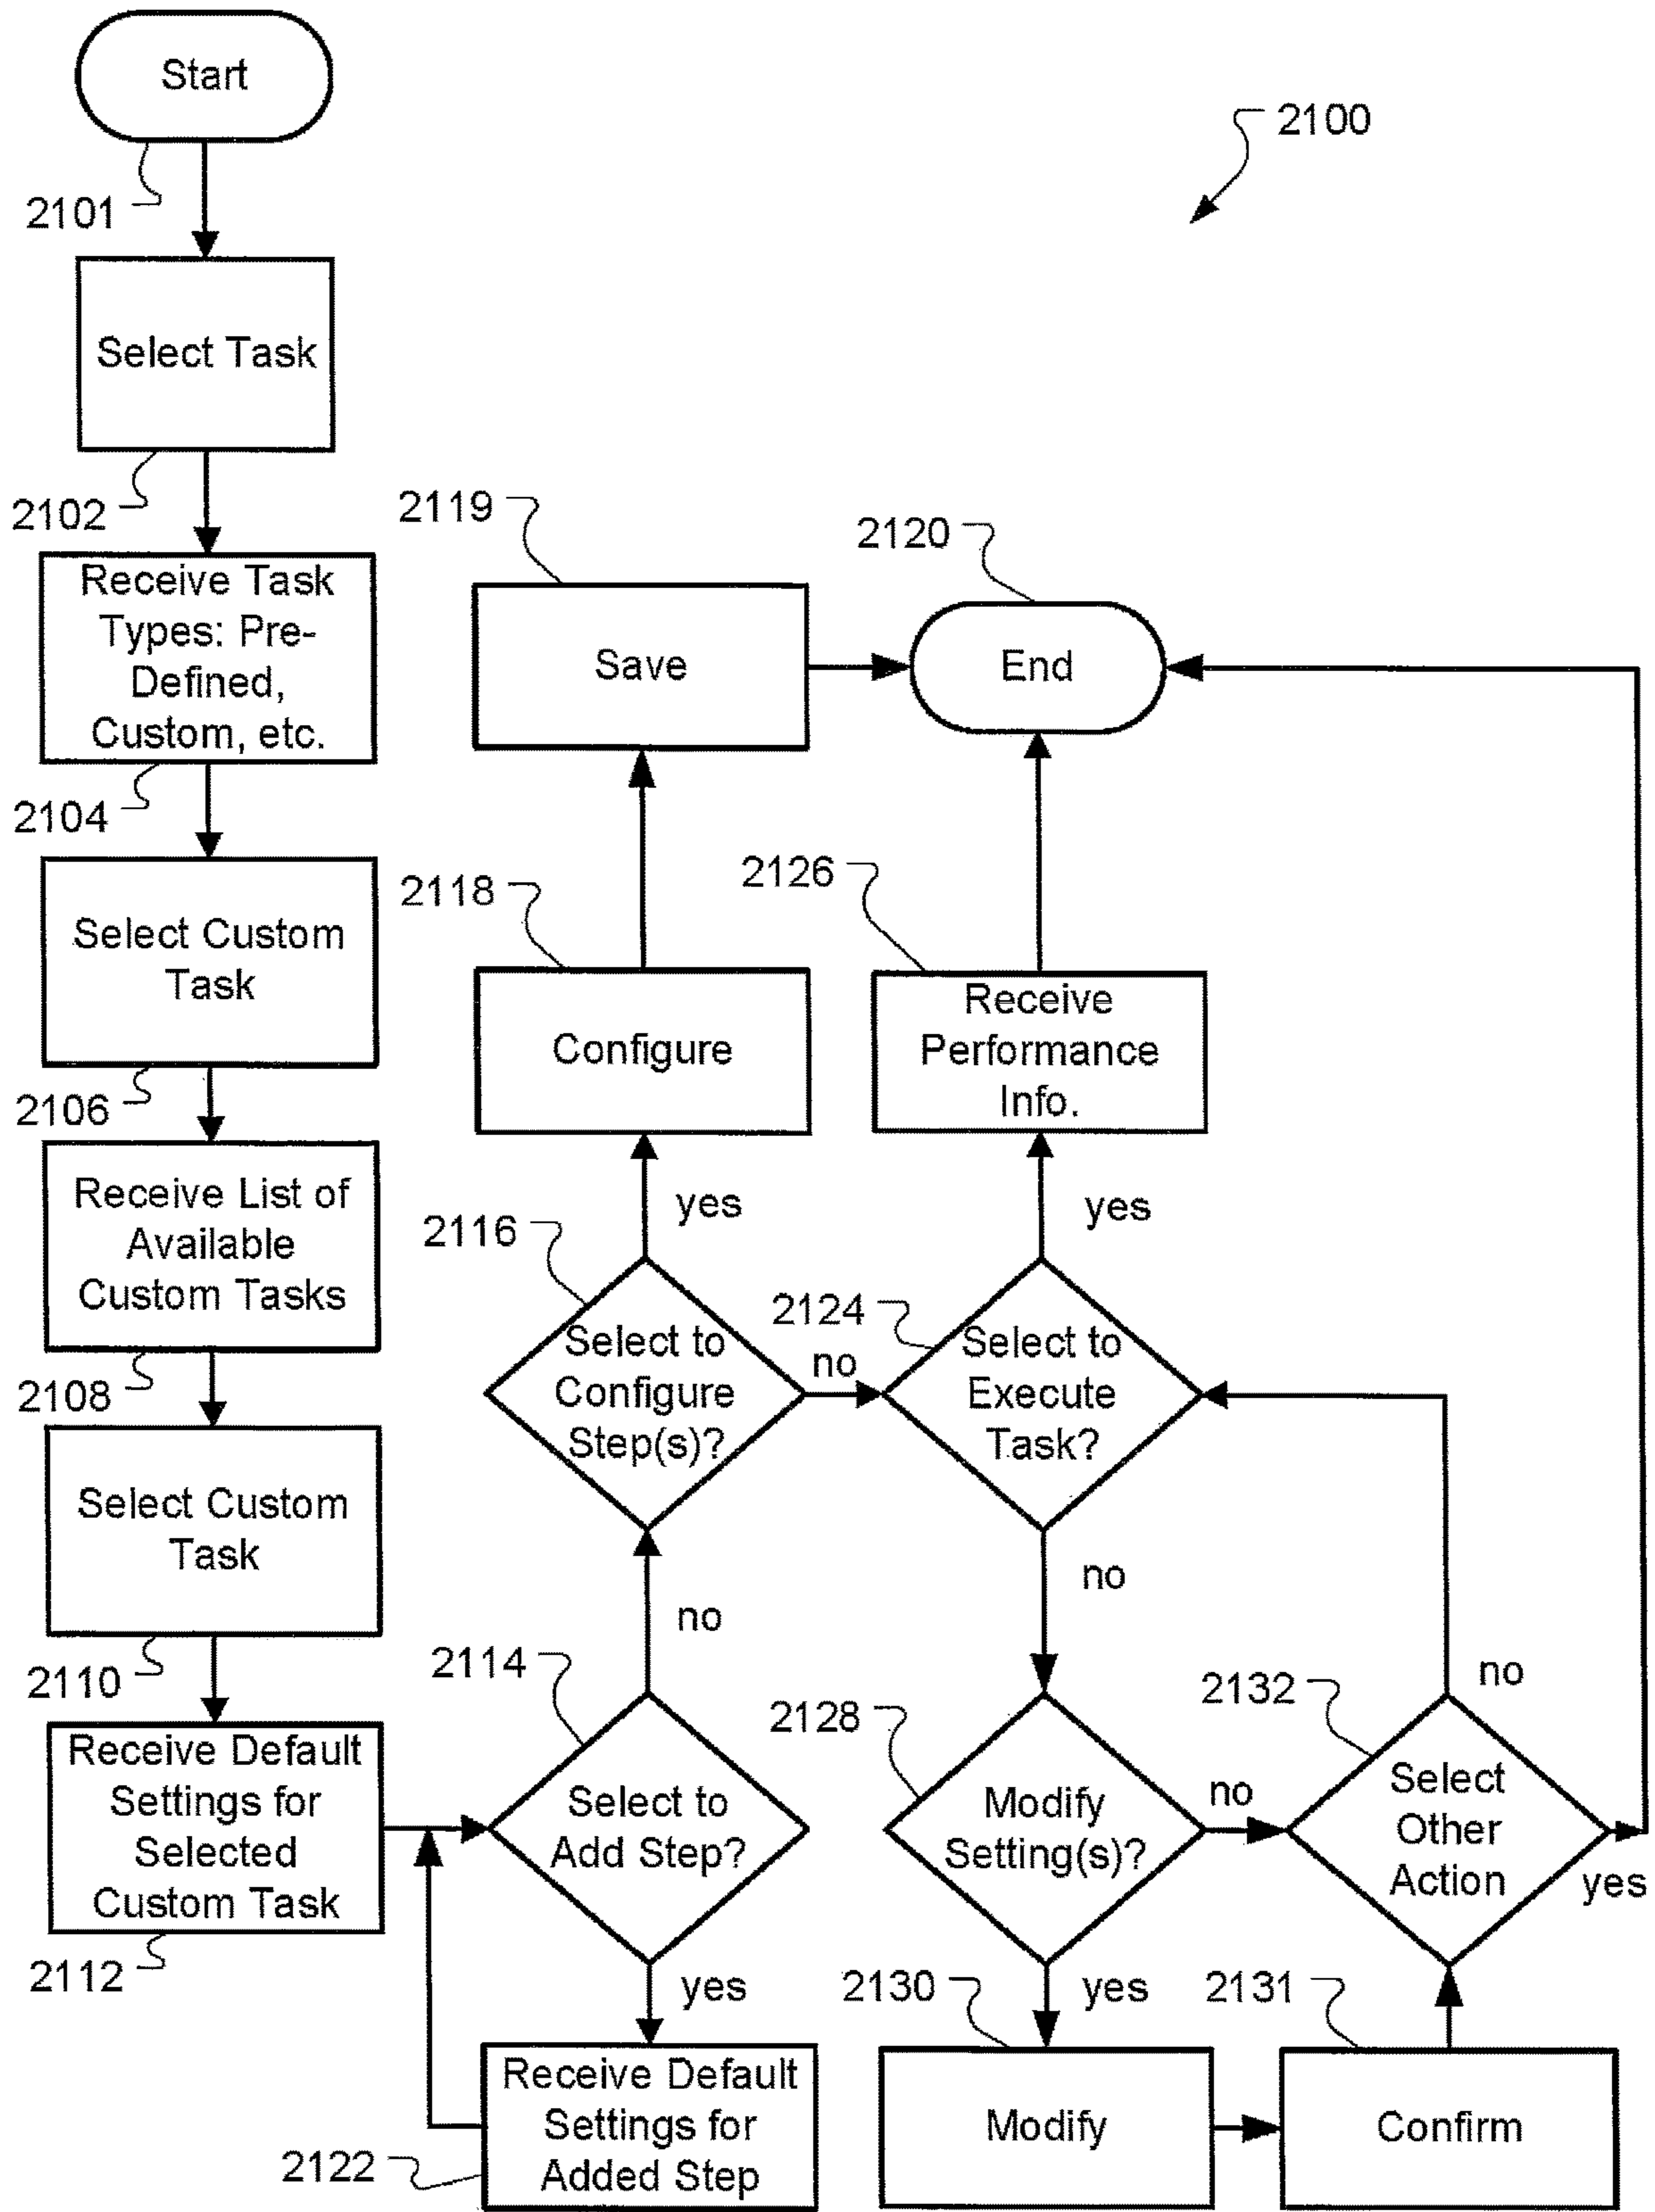 Start
2100
2101
Select Task
2102
Receive Task
Types: Pre-
Defined,
Custom, etc.
2104
Select Custom
Task
2106
Receive List of
Available
Custom Tasks
2108
Select Custom
Task
2110
Receive Default
Settings for
Selected
Custom Task
2112
2119
Save
2120
End
2118
Configure
2126
Receive
Performance
Info.
yes
yes
2116
Select to
Configure
Step(s)?
no
2124
Select to
Execute
Task?
no
no
2114
Select to
Add Step?
yes
2122
Receive Default
Settings for
Added Step
2128
Modify
Setting(s)?
no
yes
2132
Select
Other
Action
no
yes
2130
Modify
2131
Confirm